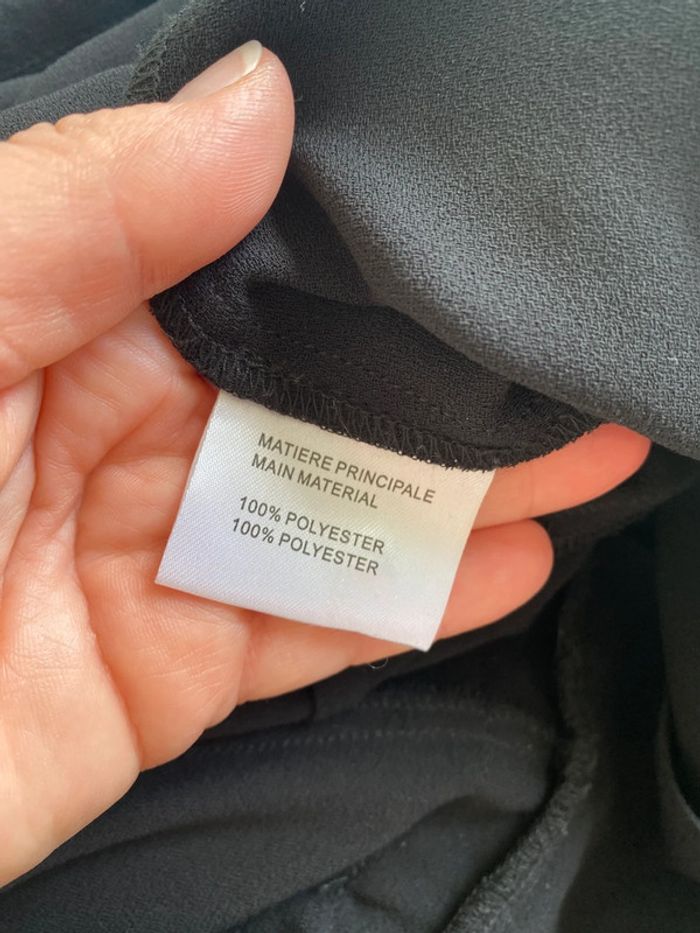 MATIERE PRINCIPALE
MAIN MATERIAL
100% POLYESTER
100% POLYESTER